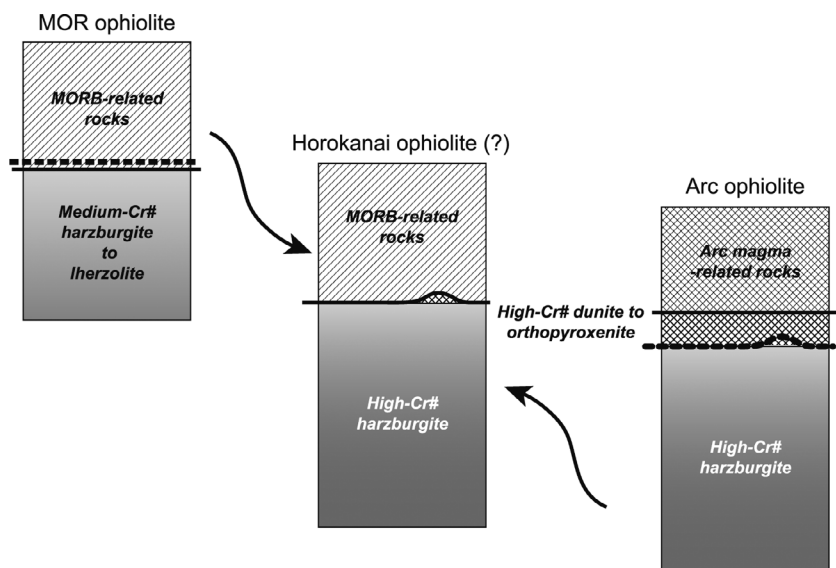 MOR ophiolite
MORB-related
rocks
Medium-Cr#
harzburgite
to
lherzolite
Horokanai ophiolite (?)
MORB-related
rocks
High-Cr#
harzburgite
High-Cr# dunite to
orthopyroxenite
Arc ophiolite
Arc magma
-related rocks
High-Cr#
harzburgite